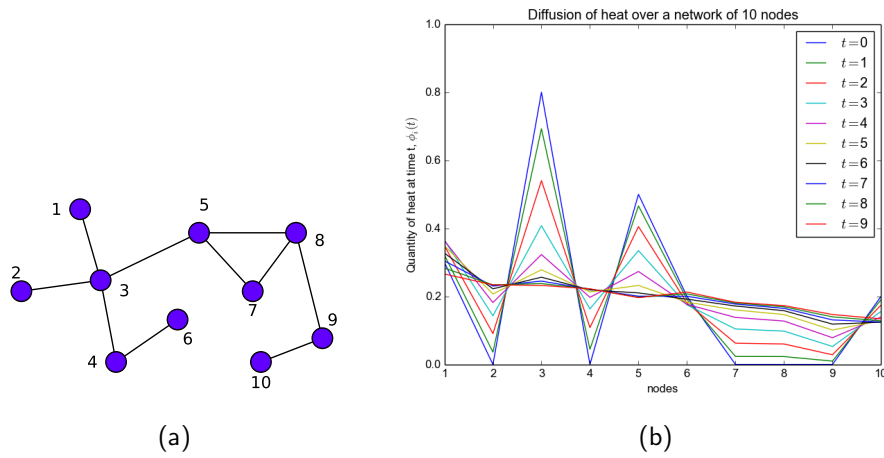 1
2
3
4
5
6
7
8
9
10
(a)
Diffusion of heat over a network of 10 nodes
Quantity of heat at time t, ϕᵢ(t)
1.0
0.8
0.6
0.4
0.2
0.0
1 2 3 4 5 6 7 8 9 10
nodes
t=0
t=1
t=2
t=3
t=4
t=5
t=6
t=7
t=8
t=9
(b)